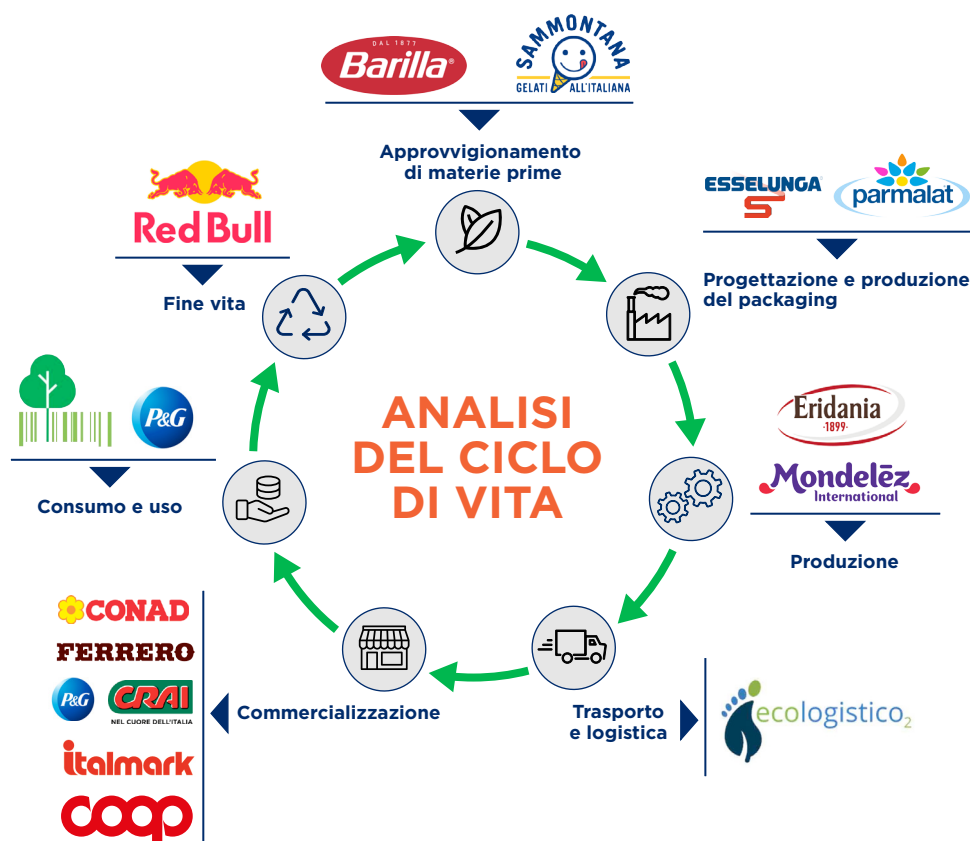 DAL 1877
Barilla®
SAMMONTANA
GELATI ALL'ITALIANA
Approvvigionamento
di materie prime
Red Bull
Fine vita
ESSELUNGA®
S
parmalat
Progettazione e produzione
del packaging
P&G
Consumo e uso
ANALISI
DEL CICLO
DI VITA
Eridania
·1899·
Mondelēz
International
Produzione
CONAD
FERRERO
P&G
CRAI
NEL CUORE DELL'ITALIA
italmark
coop
Commercializzazione
Trasporto
e logistica
ecologistico2